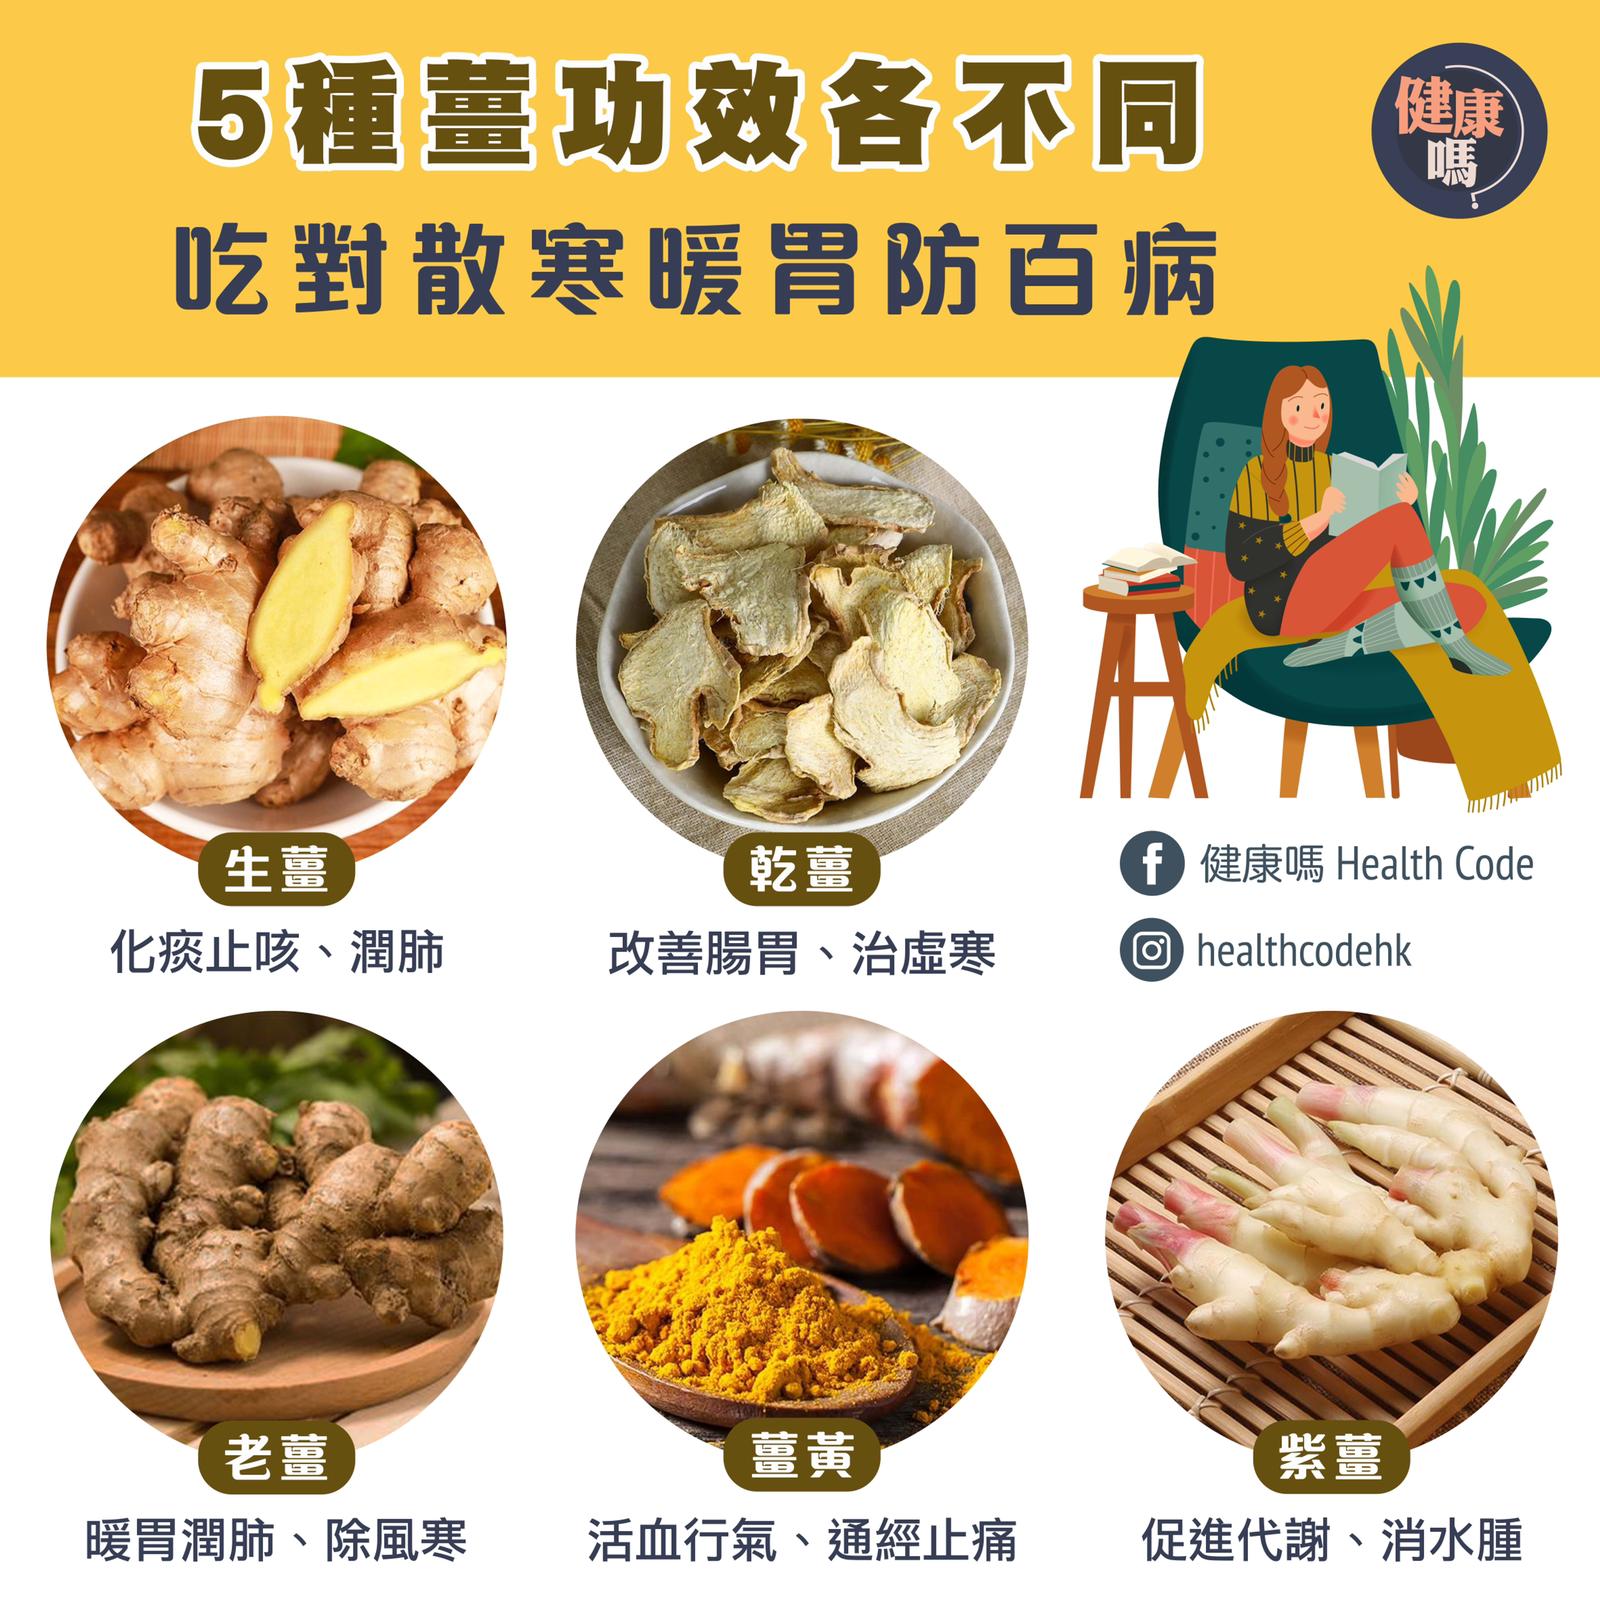 5種薑功效各不同
健康
嗎?
吃對散寒暖胃防百病
生薑
化痰止咳、潤肺
乾薑
改善腸胃、治虛寒
健康嗎 Health Code
healthcodehk
老薑
暖胃潤肺、除風寒
薑黃
活血行氣、通經止痛
紫薑
促進代謝、消水腫